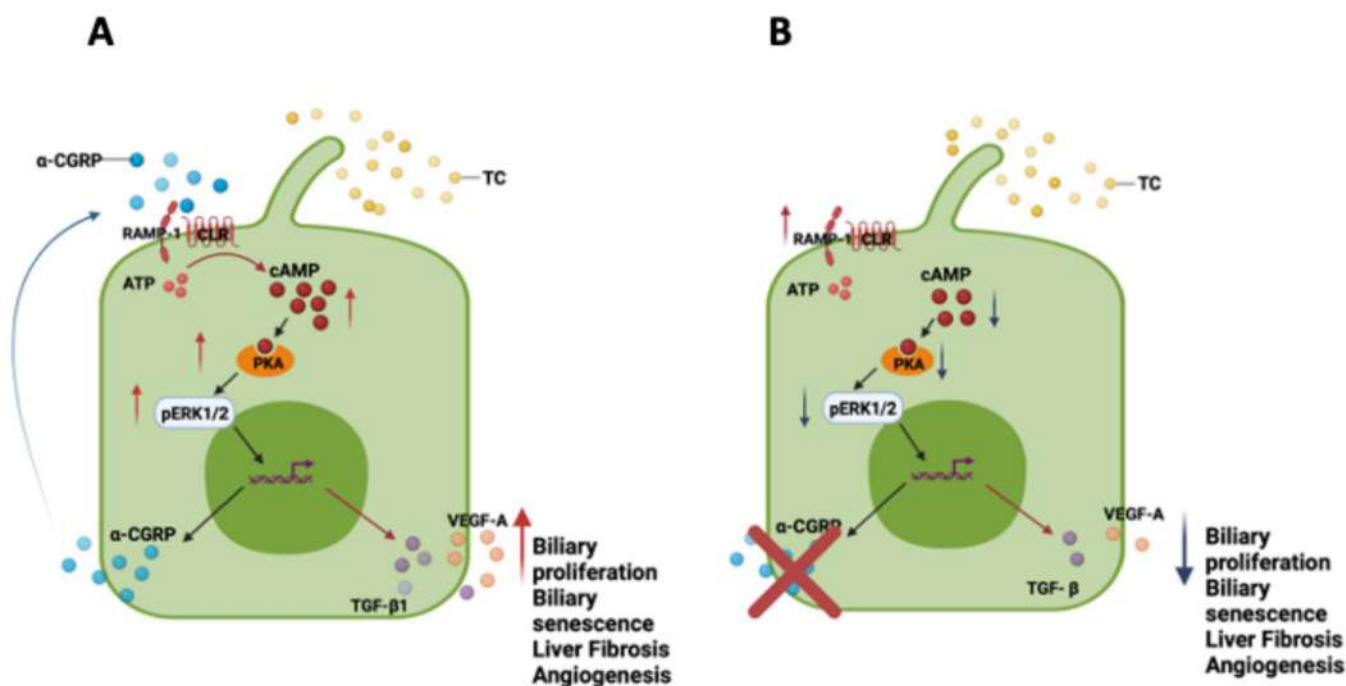 A
α-CGRP
TC
RAMP-1
CLR
ATP
cAMP
PKA
pERK1/2
α-CGRP
VEGF-A
TGF-β1
Biliary
proliferation
Biliary
senescence
Liver Fibrosis
Angiogenesis
B
TC
RAMP-1
CLR
ATP
cAMP
PKA
pERK1/2
α-CGRP
VEGF-A
TGF- β
Biliary
proliferation
Biliary
senescence
Liver Fibrosis
Angiogenesis